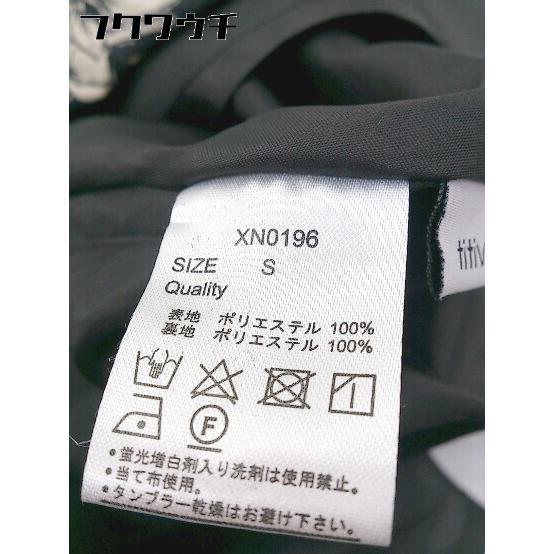 フクワウチ
XN0196
SIZE S
Quality
表地 ポリエステル 100%
裏地 ポリエステル 100%
F
•蛍光増白剤入り洗剤は使用禁止。
•当て布使用。
•タンブラー乾燥はお避け下さい。
titiv